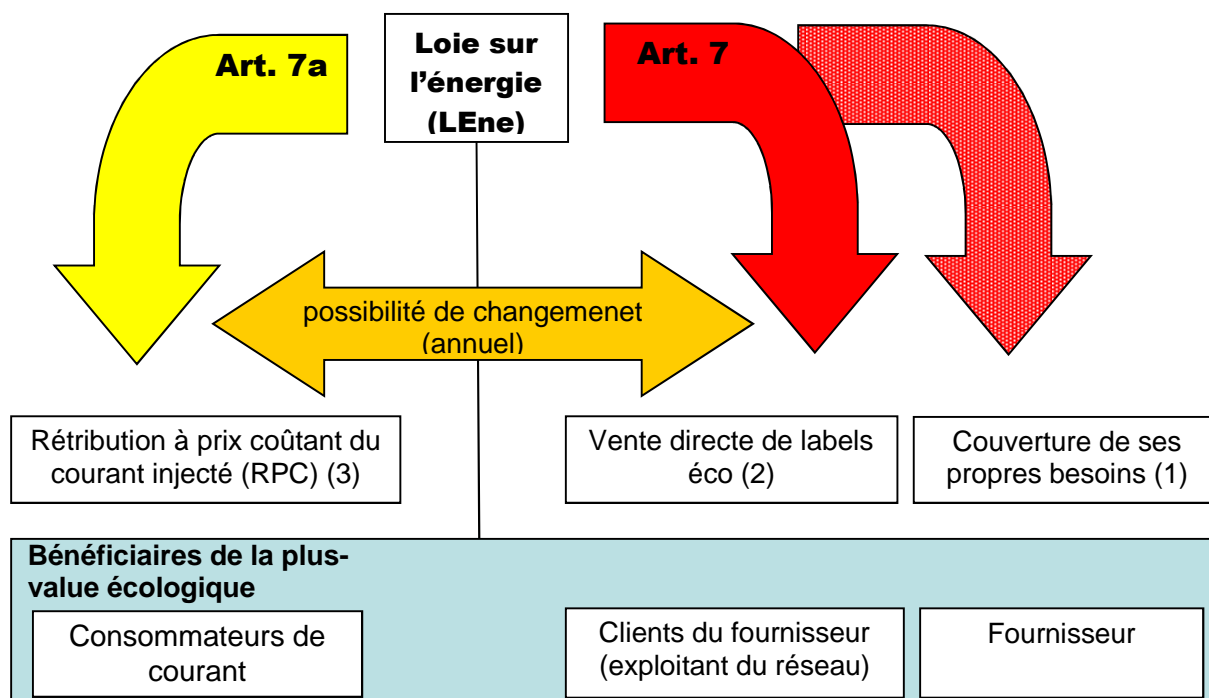 Art. 7a
Loie sur
l'énergie
(LEne)
Art. 7
possibilité de changemenet
(annuel)
Rétribution à prix coûtant du
courant injecté (RPC) (3)
Vente directe de labels
éco (2)
Couverture de ses
propres besoins (1)
Bénéficiaires de la plus-
value écologique
Consommateurs de
courant
Clients du fournisseur
(exploitant du réseau)
Fournisseur